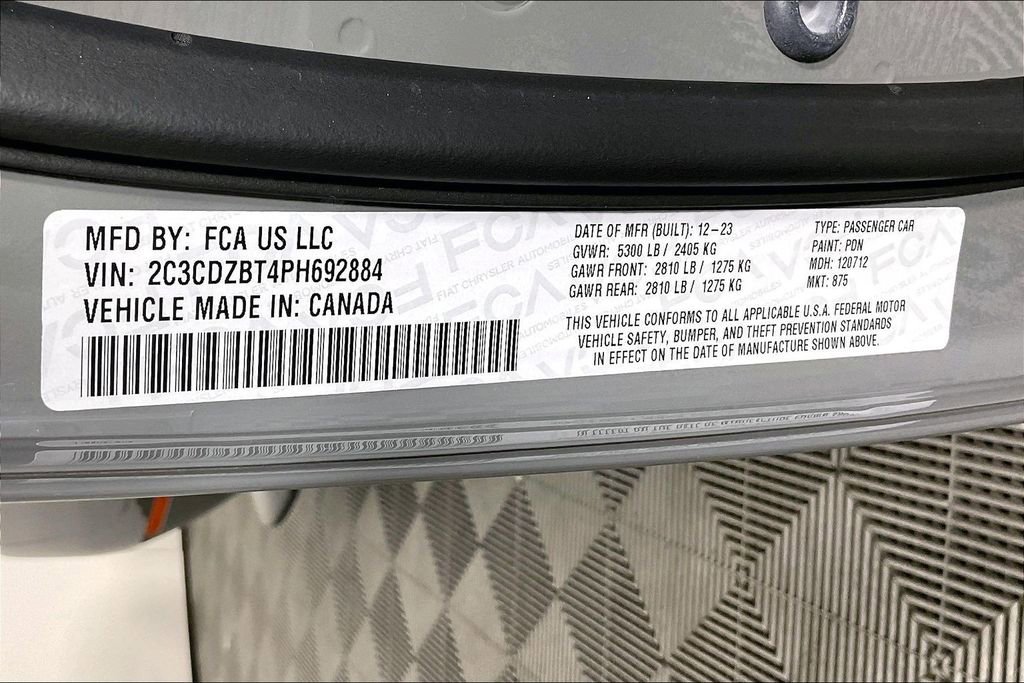 MFD BY: FCA US LLC
VIN: 2C3CDZBT4PH692884
VEHICLE MADE IN: CANADA
DATE OF MFR (BUILT): 12-23
GVWR: 5300 LB / 2405 KG
GAWR FRONT: 2810 LB / 1275 KG
GAWR REAR: 2810 LB / 1275 KG
TYPE: PASSENGER CAR
PAINT: PDN
MDH: 120712
MKT: 875
THIS VEHICLE CONFORMS TO ALL APPLICABLE U.S.A. FEDERAL MOTOR
VEHICLE SAFETY, BUMPER, AND THEFT PREVENTION STANDARDS
IN EFFECT ON THE DATE OF MANUFACTURE SHOWN ABOVE.